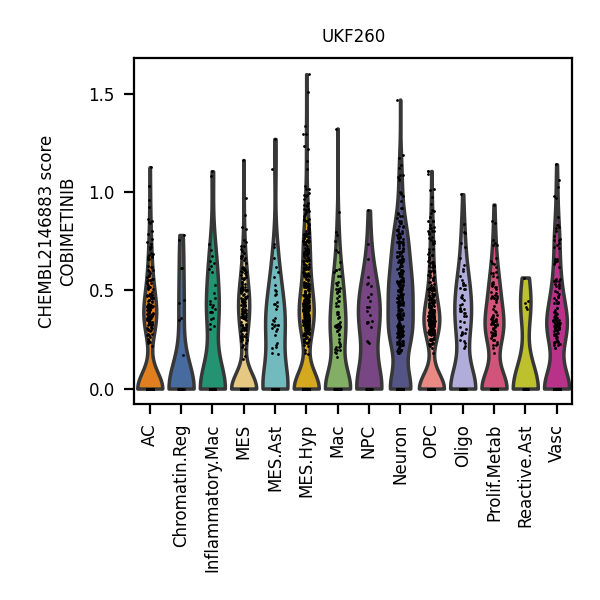 UKF260
CHEMBL2146883 score
COBIMETINIB
1.5
1.0
0.5
0.0
AC
Chromatin.Reg
Inflammatory.Mac
MES
MES.Ast
MES.Hyp
Mac
NPC
Neuron
OPC
Oligo
Prolif.Metab
Reactive.Ast
Vasc